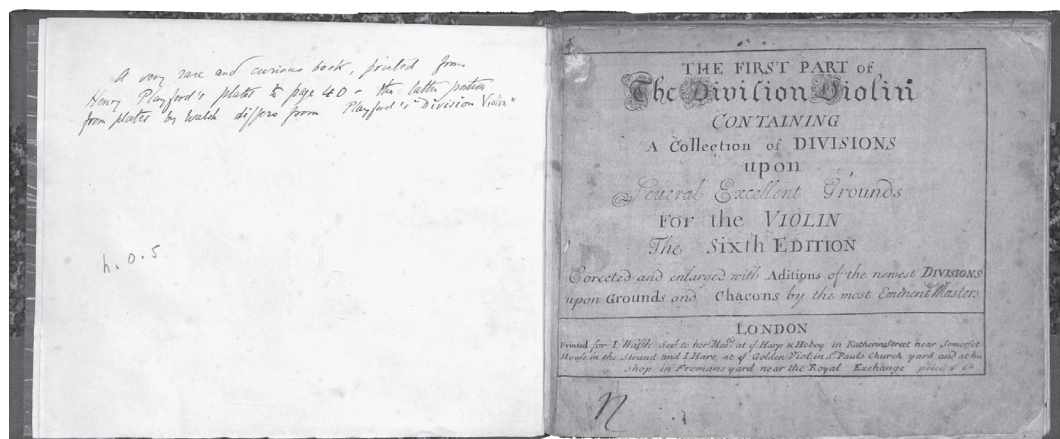 A very rare and curious book, printed from
Henry Playford's plates to page 40 - the latter portion
from plates by Walsh differs from Playford's "Division Violin"
h.0.5
THE FIRST PART of
The Division Violin
CONTAINING
A Collection of DIVISIONS
upon
Several Excellent Grounds
For the VIOLIN
The Sixth EDITION
Corected and enlarged with Aditions of the newest DIVISIONS
upon Grounds and Chacons by the most Eminent Masters
LONDON
Printed for I Walsh Serṭ to her Maj.ty at yͤ Harp & Hoboy in Katherine Street near Somerset
House in the Strand and I. Hare at yͤ Golden Viol in St. Pauls Church yard and at his
shop in Fremans yard near the Royal Exchange price